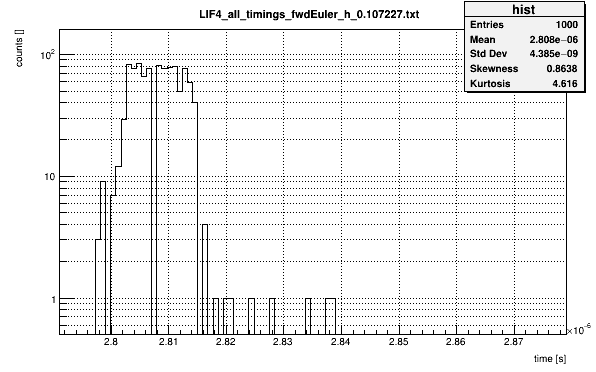 LIF4_all_timings_fwdEuler_h_0.107227.txt
hist
Entries 1000
Mean 2.808e−06
Std Dev 4.385e−09
Skewness 0.8638
Kurtosis 4.616
counts []
10²
10
1
2.8 2.81 2.82 2.83 2.84 2.85 2.86 2.87
×10⁻⁶
time [s]